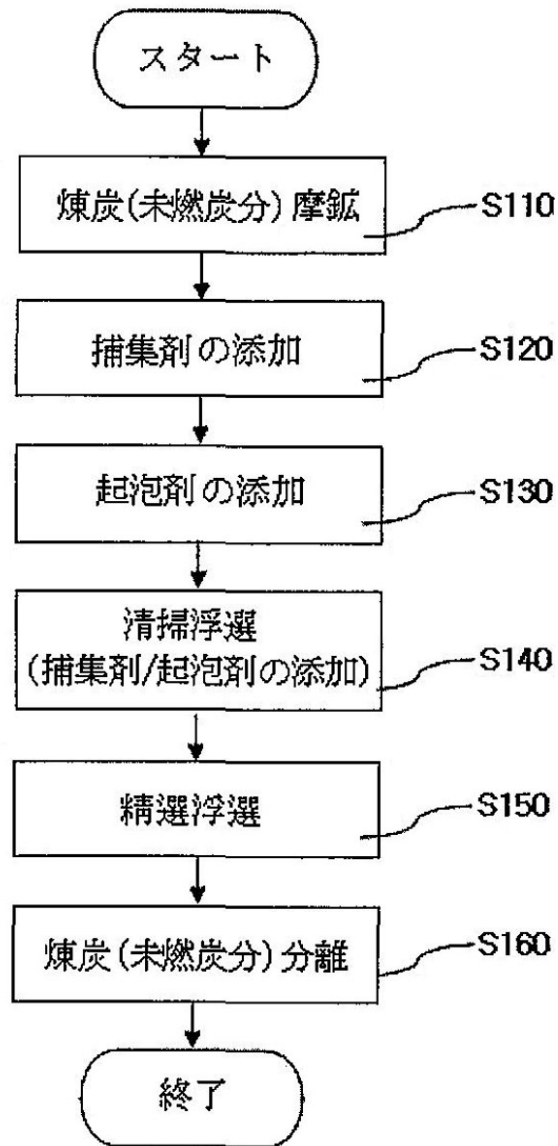 スタート
煉炭(未燃炭分)摩鉱
S110
捕集剤の添加
S120
起泡剤の添加
S130
清掃浮選
(捕集剤/起泡剤の添加)
S140
精選浮選
S150
煉炭(未燃炭分)分離
S160
終了